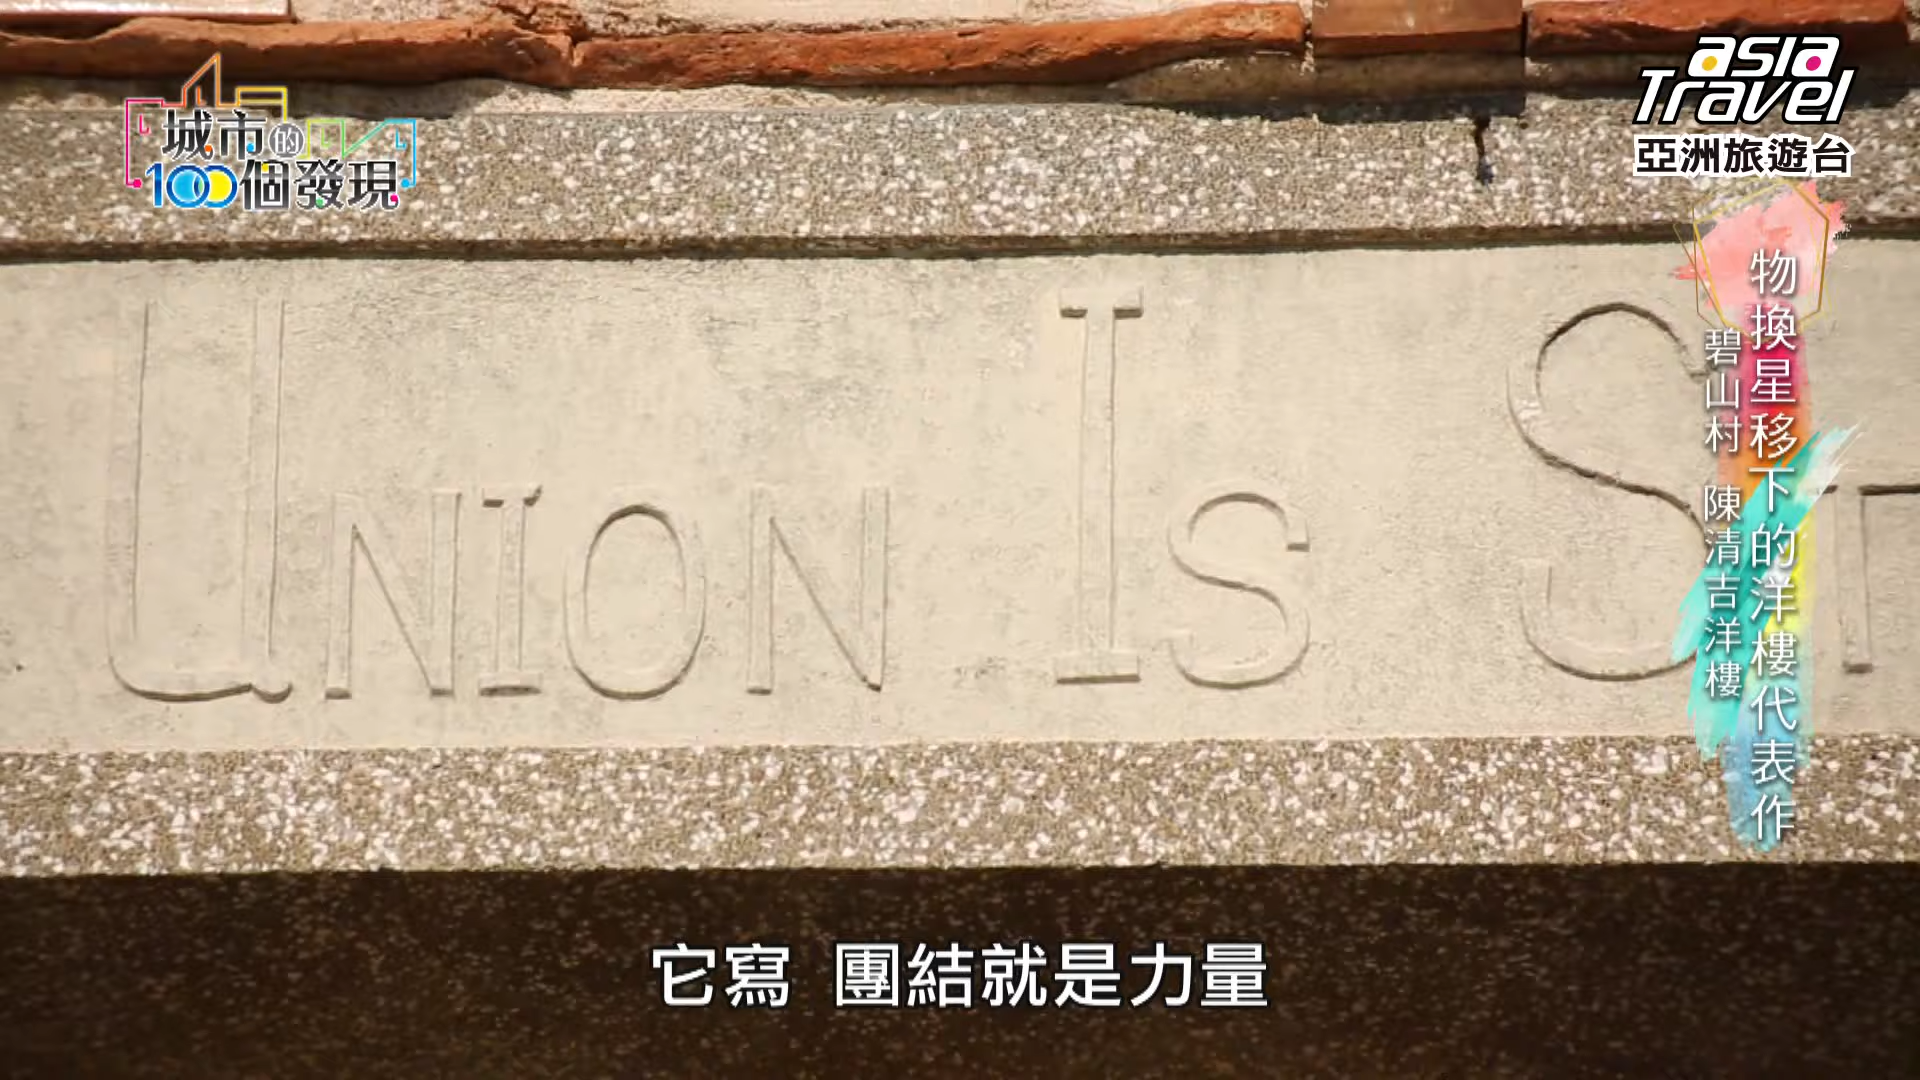 城市的
100個發現
asia
Travel
亞洲旅遊台
物換星移下的洋樓代表作
碧山村 陳清吉洋樓
UNION IS ST
它寫 團結就是力量